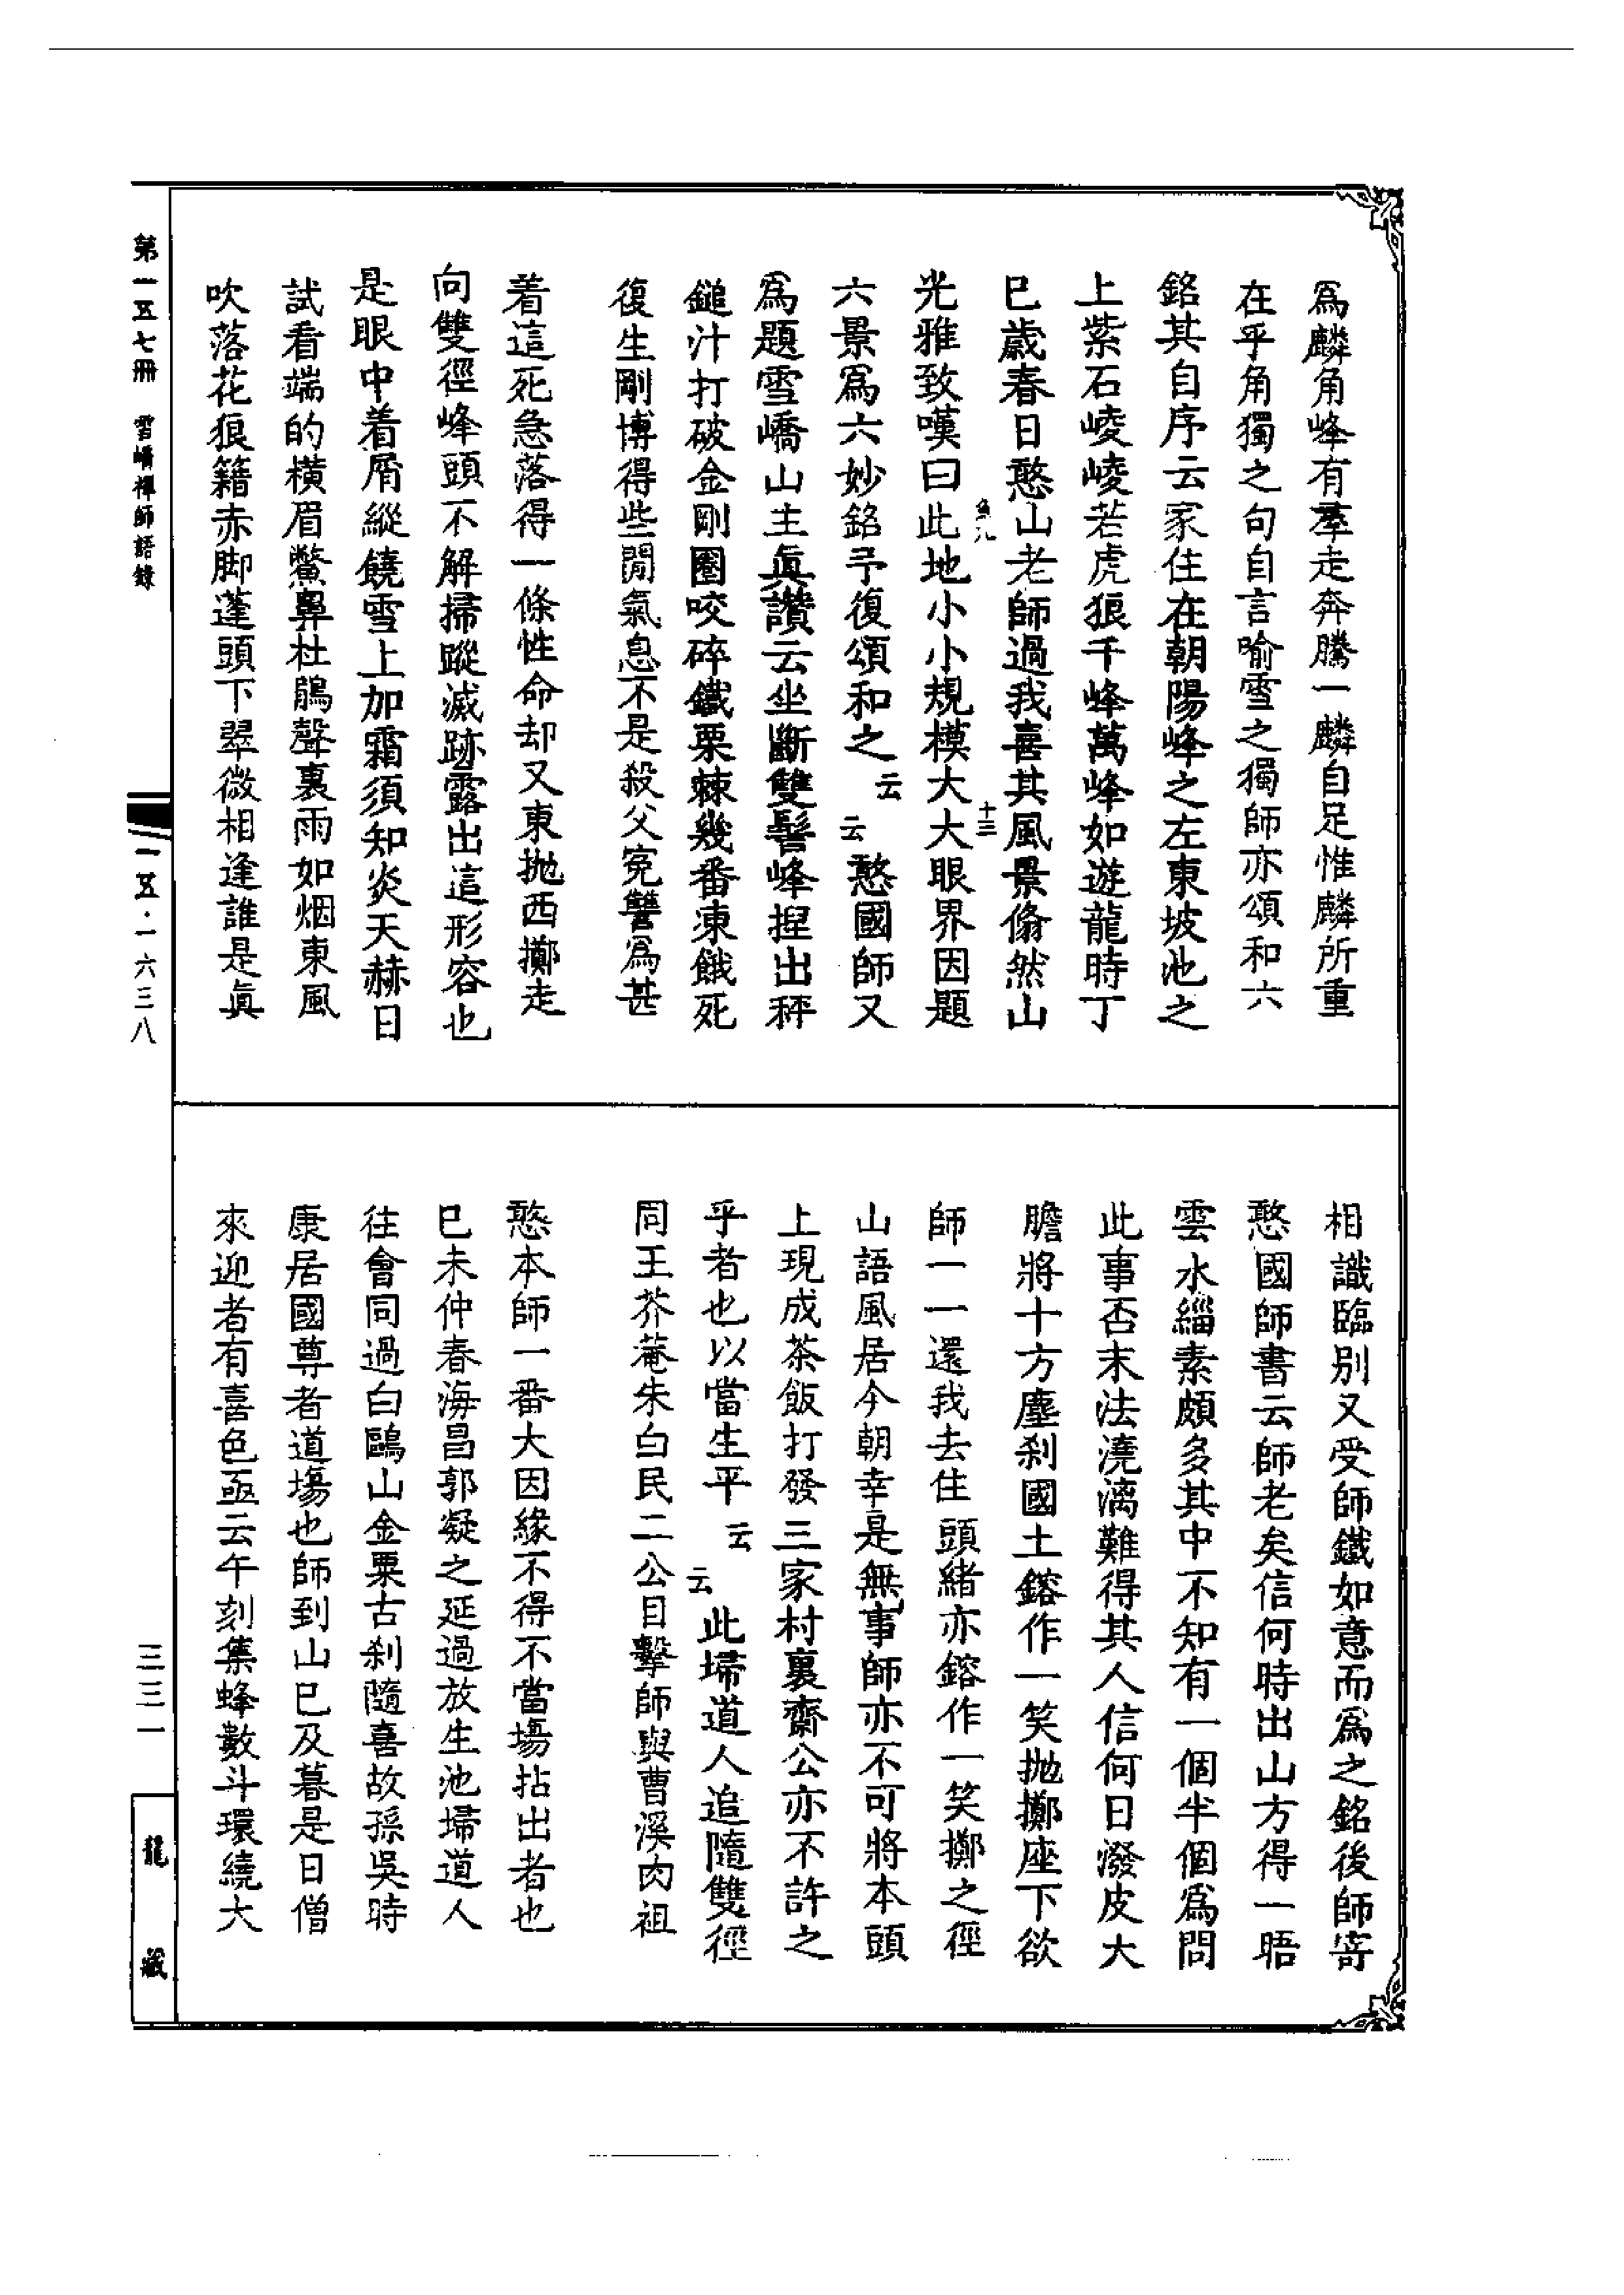 為麟角峰有羣走奔騰一麟自足惟麟所重
在乎角獨之句自言喻雪之獨師亦頌和六
銘其自序云家住在朝陽峰之左東坡池之
上紫石崚崚若虎狼千峰萬峰如遊龍時丁
巳歲春日憨山老師過我喜其風景翛然山
十三
光雅致嘆曰此地小小規模大大眼界因題
六景為六妙銘予復頌和之云云憨國師又
為題雪嶠山主真讚云坐斷雙髻峰揑出秤
鎚汁打破金剛圈咬碎鐵栗棘幾番凍餓死
復生剛博得些閒氣息不是殺父寃讐為甚
着這死急落得一條性命却又東抛西擲走
向雙徑峰頭不解掃蹤滅跡露出這形容也
是眼中着屑縱饒雪上加霜須知炎天赫日
試看端的橫眉鱉鼻杜鵑聲裏雨如烟東風
吹落花狼籍赤脚蓬頭下翠微相逢誰是真
相識臨别又受師鐵如意而為之銘後師寄
憨國師書云師老矣信何時出山方得一晤
雲水緇素頗多其中不知有一個半個為問
此事否末法澆漓難得其人信何日潑皮大
膽將十方塵刹國土鎔作一笑抛擲座下欲
師一一還我去住頭緒亦鎔作一笑擲之徑
山語風居今朝幸是無事師亦不可將本頭
上現成茶飯打發三家村裏齋公亦不許之
乎者也以當生平云云此埽道人追隨雙徑
同王芥菴朱白民二公目擊師與曹溪肉祖
憨本師一番大因緣不得不當塲拈出者也
巳未仲春海昌郭凝之延過放生池埽道人
往會同過白鷗山金粟古刹隨喜故孫吳時
康居國尊者道塲也師到山巳及暮是日僧
來迎者有喜色亟云午刻集蜂數斗環繞大
第一五七冊 雪嶠禪師語錄
一五·一六三八
三三一
龍藏